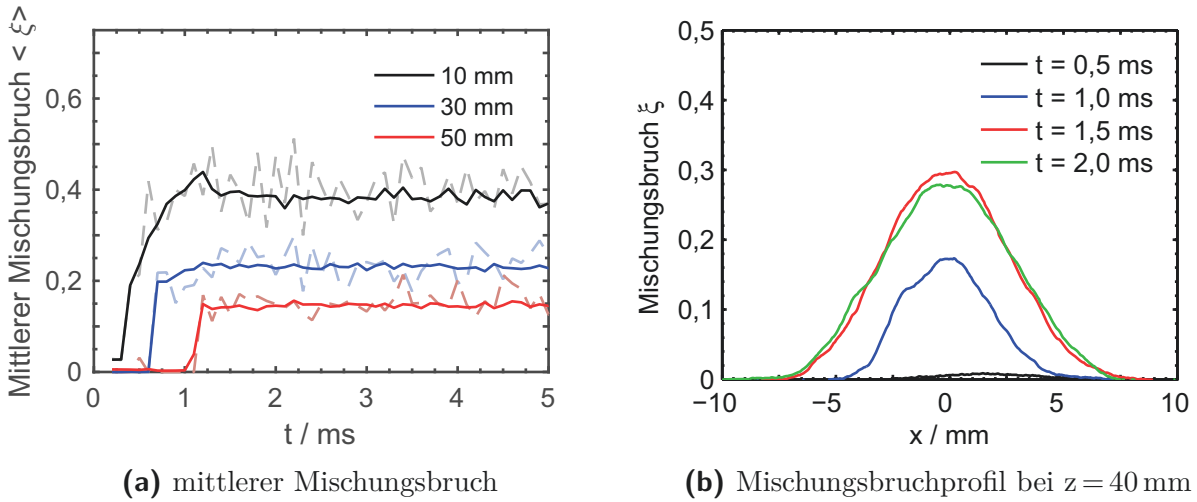 Mittlerer Mischungsbruch < ξ>
0,6
0,4
0,2
0
0 1 2 3 4 5
t / ms
10 mm
30 mm
50 mm
(a) mittlerer Mischungsbruch
Mischungsbruch ξ
0,5
0,4
0,3
0,2
0,1
0
−10 −5 0 5 10
x / mm
t = 0,5 ms
t = 1,0 ms
t = 1,5 ms
t = 2,0 ms
(b) Mischungsbruchprofil bei z = 40 mm